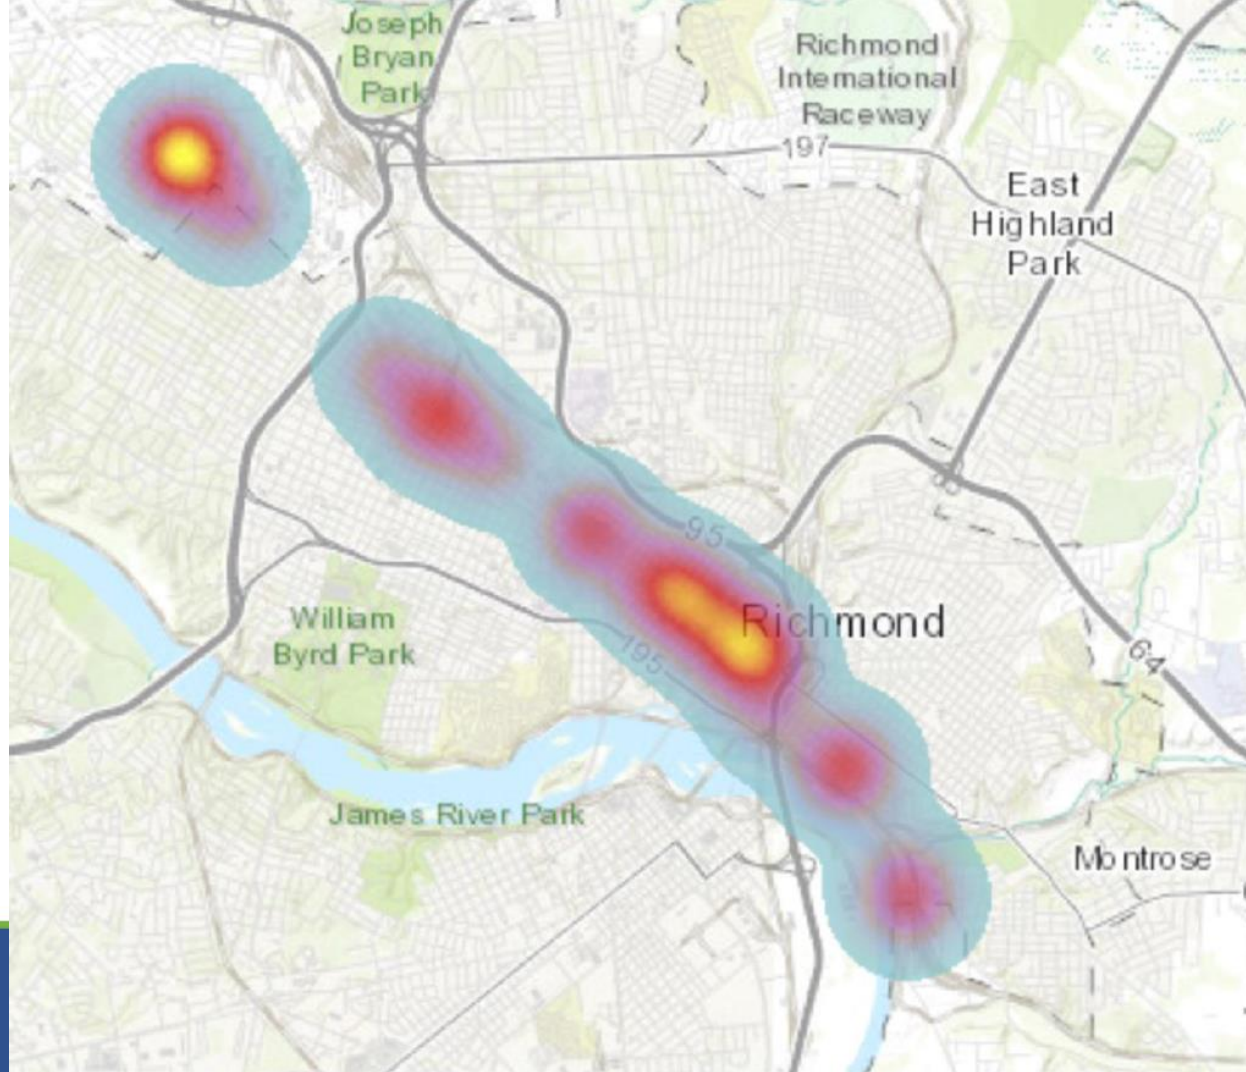 Joseph
Bryan
Park
Richmond
International
Raceway
197
East
Highland
Park
95
Richmond
William
Byrd Park
195
64
James River Park
Montrose